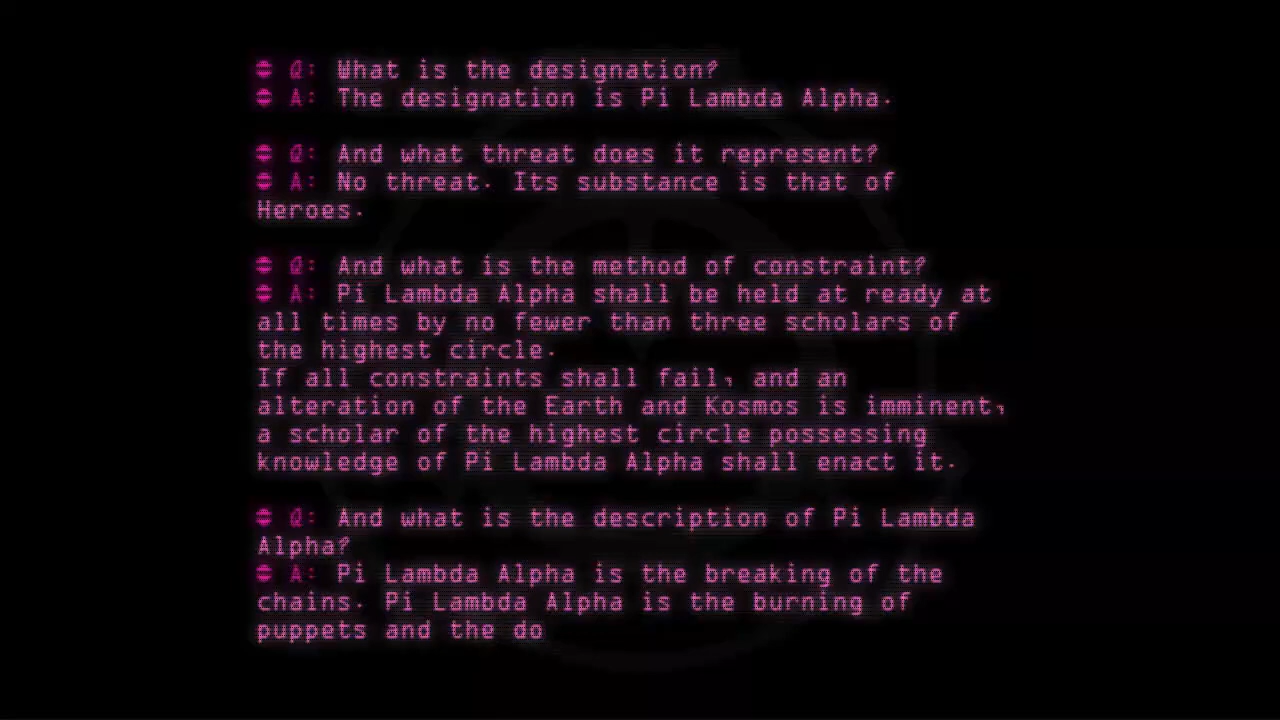 Q: What is the designation?
A: The designation is Pi Lambda Alpha.
Q: And what threat does it represent?
A: No threat. Its substance is that of
Heroes.
Q: And what is the method of constraint?
A: Pi Lambda Alpha shall be held at ready at
all times by no fewer than three scholars of
the highest circle.
If all constraints shall fail, and an
alteration of the Earth and Kosmos is imminent,
a scholar of the highest circle possessing
knowledge of Pi Lambda Alpha shall enact it.
Q: And what is the description of Pi Lambda
Alpha?
A: Pi Lambda Alpha is the breaking of the
chains. Pi Lambda Alpha is the burning of
puppets and the do